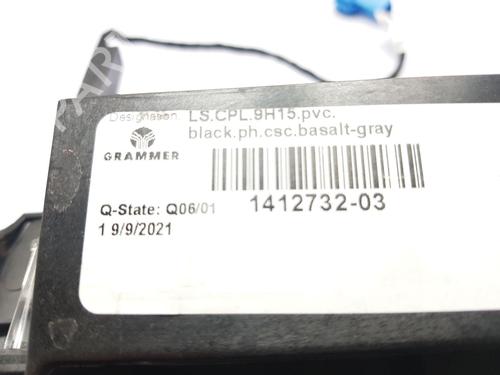 Designation: LS.CPL.9H15.pvc.
black.ph.csc.basalt-gray
GRAMMER
Q-State: Q06/01
1 9/9/2021
1412732-03